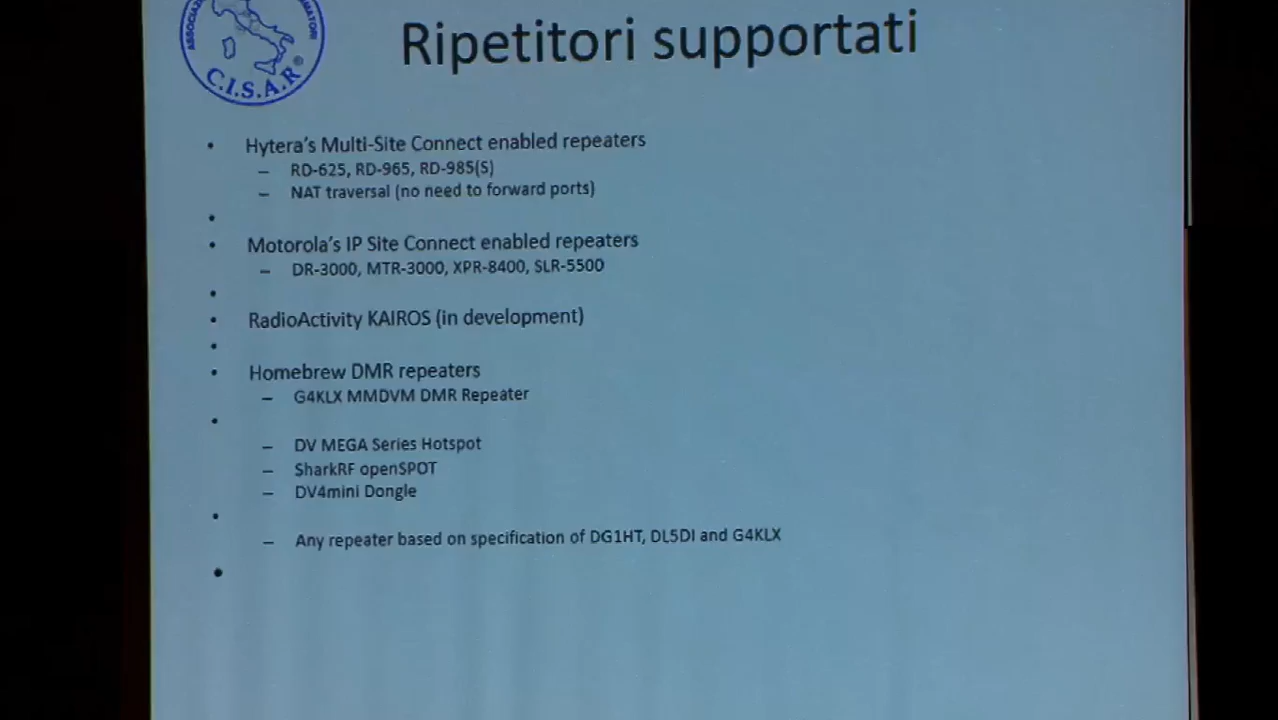 C.I.S.A.R ®
Ripetitori supportati
• Hytera's Multi-Site Connect enabled repeaters
– RD-625, RD-965, RD-985(S)
– NAT traversal (no need to forward ports)
•
• Motorola's IP Site Connect enabled repeaters
– DR-3000, MTR-3000, XPR-8400, SLR-5500
•
• RadioActivity KAIROS (in development)
•
• Homebrew DMR repeaters
– G4KLX MMDVM DMR Repeater
•
– DV MEGA Series Hotspot
– SharkRF openSPOT
– DV4mini Dongle
•
– Any repeater based on specification of DG1HT, DL5DI and G4KLX
•